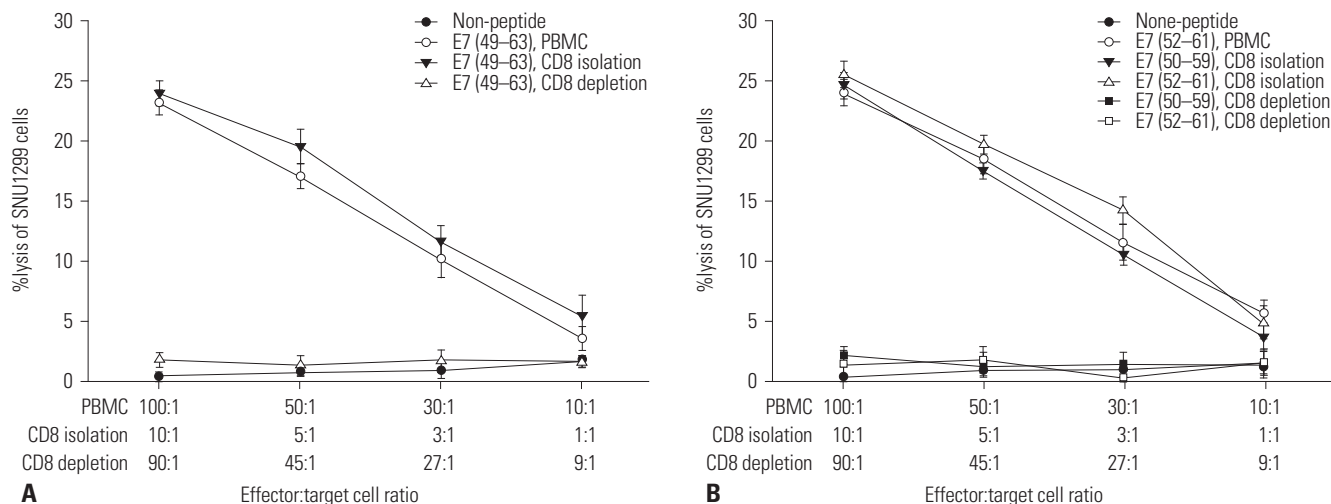 Non-peptide
E7 (49–63), PBMC
E7 (49–63), CD8 isolation
E7 (49–63), CD8 depletion
30
25
20
15
10
5
0
%lysis of SNU1299 cells
PBMC 100:1 50:1 30:1 10:1
CD8 isolation 10:1 5:1 3:1 1:1
CD8 depletion 90:1 45:1 27:1 9:1
A Effector:target cell ratio
None-peptide
E7 (52–61), PBMC
E7 (50–59), CD8 isolation
E7 (52–61), CD8 isolation
E7 (50–59), CD8 depletion
E7 (52–61), CD8 depletion
30
25
20
15
10
5
0
%lysis of SNU1299 cells
PBMC 100:1 50:1 30:1 10:1
CD8 isolation 10:1 5:1 3:1 1:1
CD8 depletion 90:1 45:1 27:1 9:1
B Effector:target cell ratio